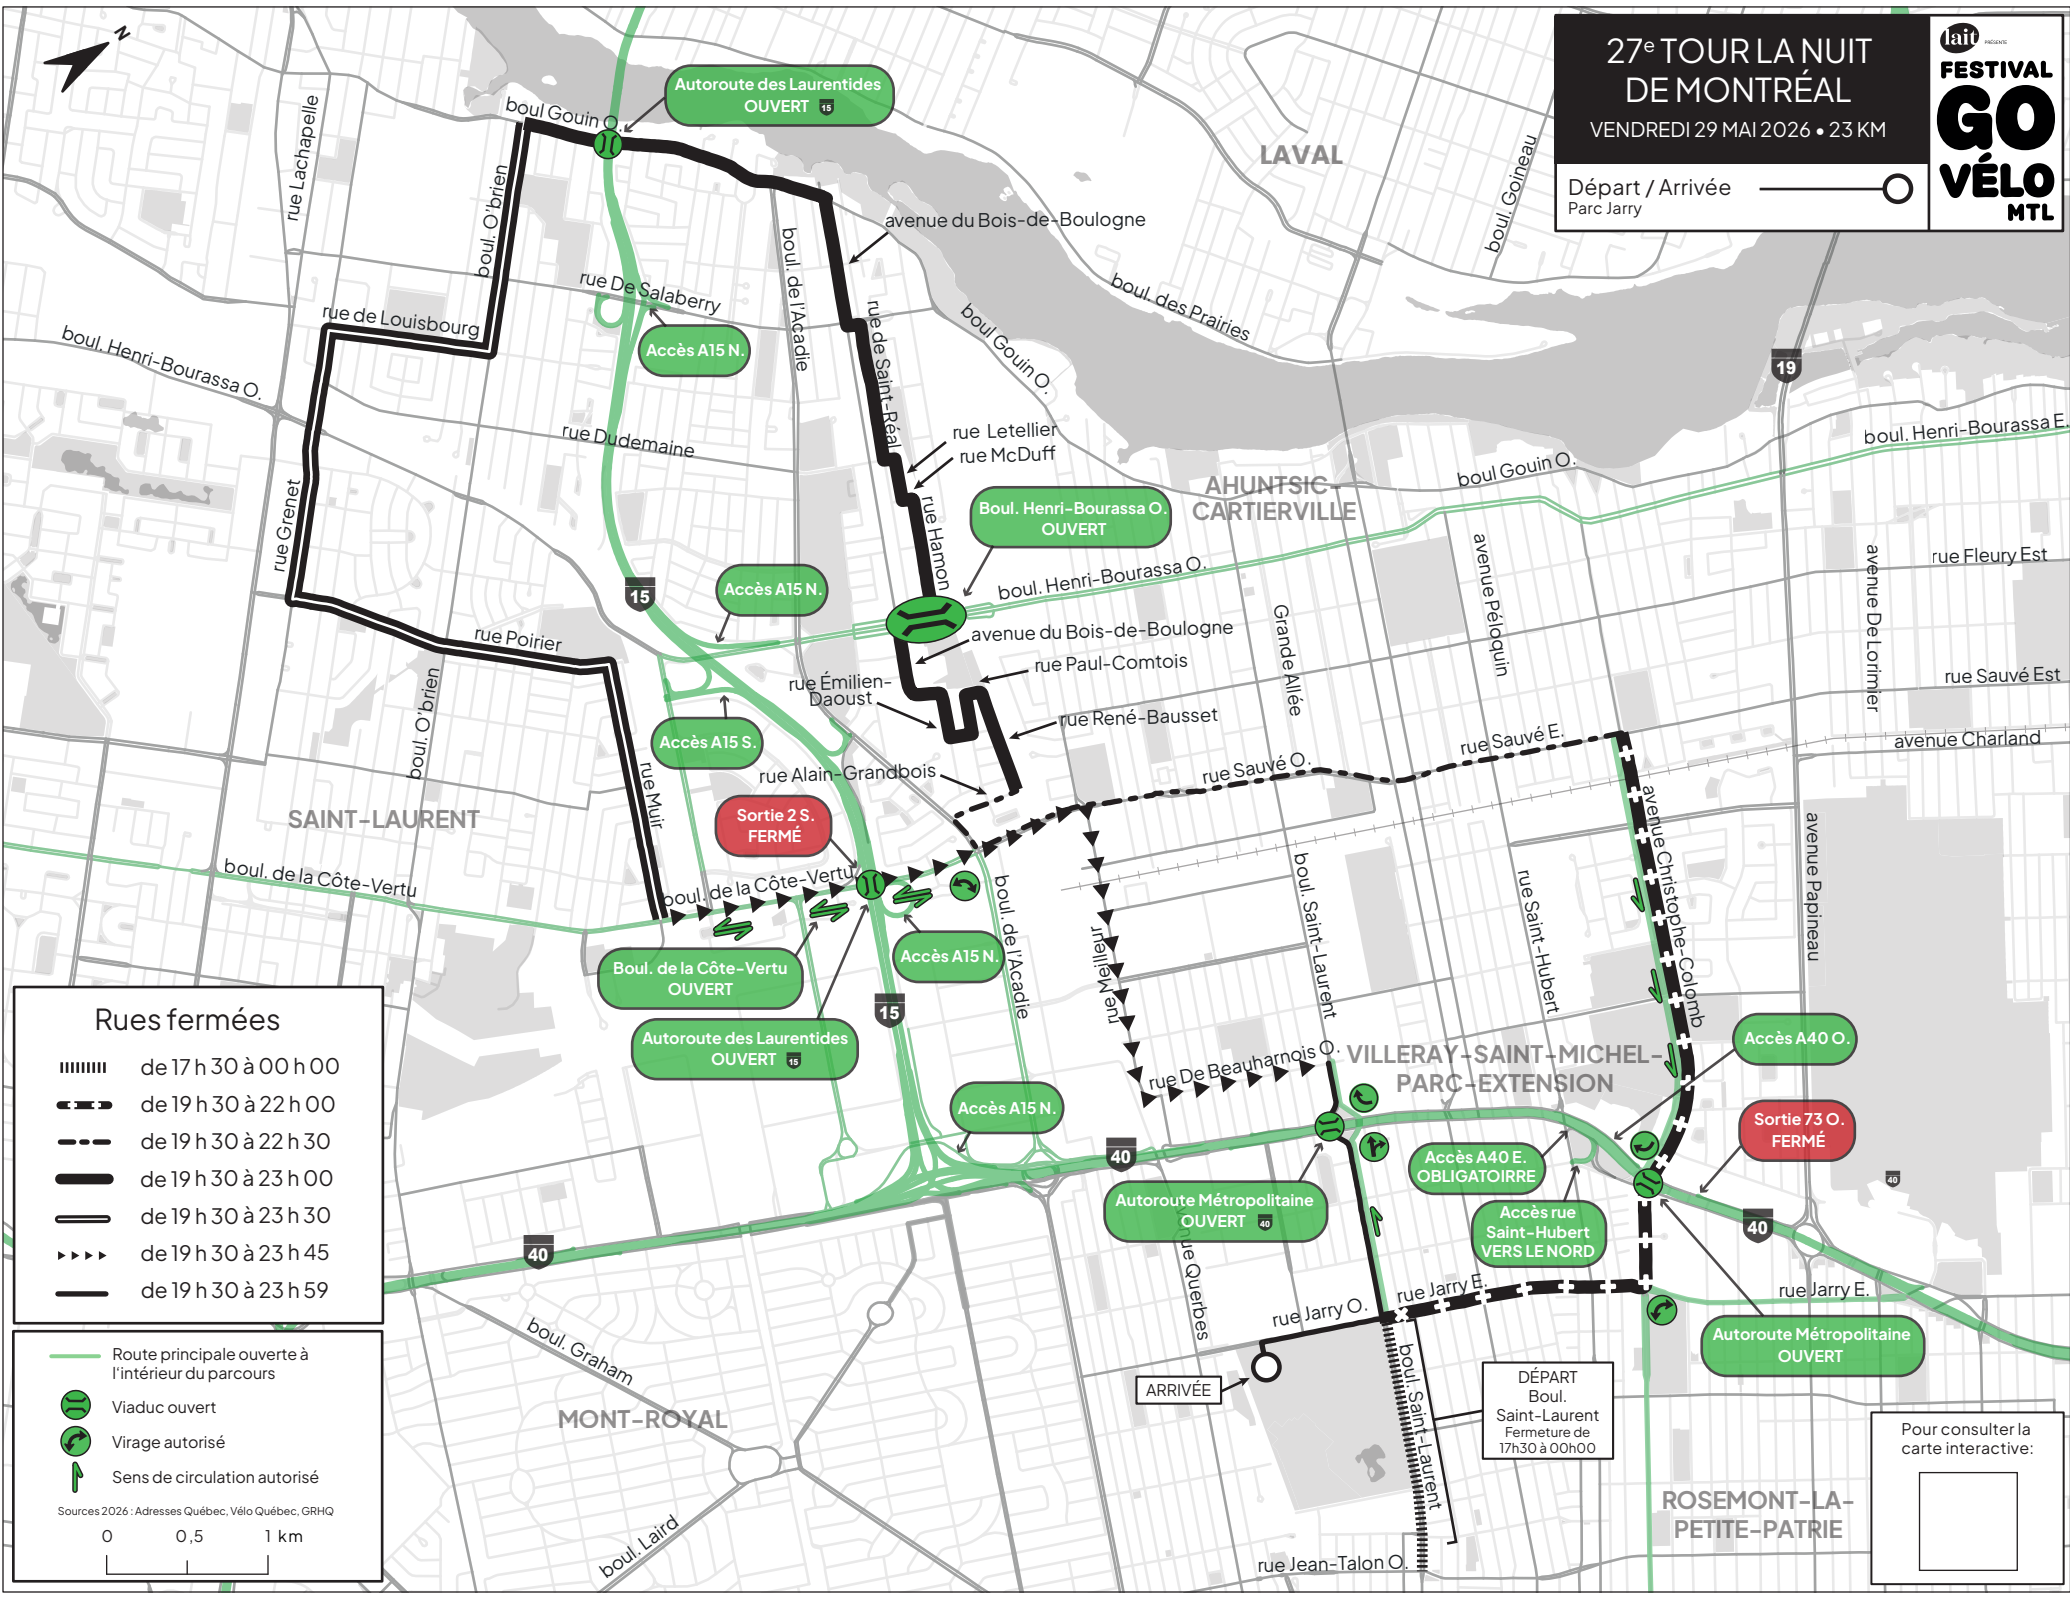 27e TOUR LA NUIT
DE MONTRÉAL
VENDREDI 29 MAI 2026 • 23 KM
Départ / Arrivée
Parc Jarry
lait
PRÉSENTE
FESTIVAL
GO
VÉLO
MTL
N
Autoroute des Laurentides
OUVERT 15
boul Gouin O.
rue Lachapelle
boul. O'brien
LAVAL
boul. Goineau
avenue du Bois-de-Boulogne
boul. de l'Acadie
rue De Salaberry
boul. des Prairies
rue de Louisbourg
boul. Henri-Bourassa O.
Accès A15 N.
rue de Saint-Réal
boul Gouin O.
19
rue Dudemaine
rue Letellier
rue McDuff
boul. Henri-Bourassa E.
boul Gouin O.
AHUNTSIC-
CARTIERVILLE
rue Grenet
rue Hamon
Boul. Henri-Bourassa O.
OUVERT
avenue Péloquin
avenue De Lorimier
rue Fleury Est
15
Accès A15 N.
boul. Henri-Bourassa O.
rue Poirier
avenue du Bois-de-Boulogne
Grande Allée
rue Paul-Comtois
rue Émilien-
Daoust
rue Sauvé Est
boul. O'brien
rue René-Bausset
Accès A15 S.
rue Sauvé E.
avenue Charland
rue Muir
rue Alain-Grandbois
rue Sauvé O.
SAINT-LAURENT
Sortie 2 S.
FERMÉ
avenue Christophe-Colomb
avenue Papineau
boul. de la Côte-Vertu
boul. de la Côte-Vertu
boul. de l'Acadie
boul. Saint-Laurent
rue Saint-Hubert
rue Meilleur
Accès A15 N.
Boul. de la Côte-Vertu
OUVERT
15
Autoroute des Laurentides
OUVERT 15
rue De Beauharnois O.
VILLERAY-SAINT-MICHEL-
PARC-EXTENSION
Accès A40 O.
Accès A15 N.
Sortie 73 O.
FERMÉ
40
Accès A40 E.
OBLIGATOIRRE
40
Autoroute Métropolitaine
OUVERT 40
Accès rue
Saint-Hubert
VERS LE NORD
40
40
rue Jarry E.
rue Jarry E.
rue Jarry O.
Autoroute Métropolitaine
OUVERT
boul. Graham
ARRIVÉE
boul. Saint-Laurent
DÉPART
Boul.
Saint-Laurent
Fermeture de
17h30 à 00h00
MONT-ROYAL
boul. Laird
rue Jean-Talon O.
ROSEMONT-LA-
PETITE-PATRIE
Pour consulter la
carte interactive:
Rues fermées
de 17 h 30 à 00 h 00
de 19 h 30 à 22 h 00
de 19 h 30 à 22 h 30
de 19 h 30 à 23 h 00
de 19 h 30 à 23 h 30
de 19 h 30 à 23 h 45
de 19 h 30 à 23 h 59
Route principale ouverte à
l'intérieur du parcours
Viaduc ouvert
Virage autorisé
Sens de circulation autorisé
Sources 2026 : Adresses Québec, Vélo Québec, GRHQ
0 0,5 1 km